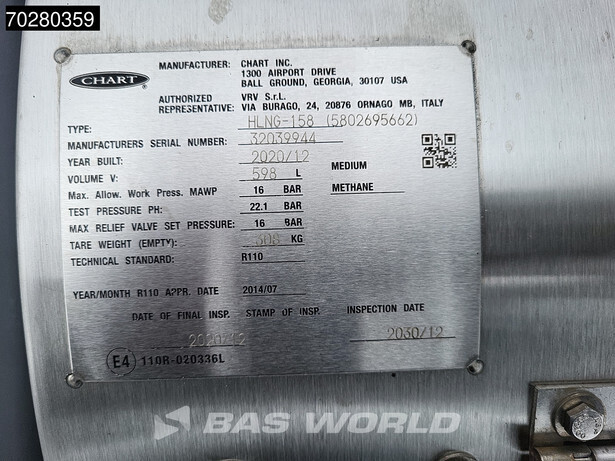 70280359
CHART
MANUFACTURER: CHART INC.
1300 AIRPORT DRIVE
BALL GROUND, GEORGIA, 30107 USA
AUTHORIZED REPRESENTATIVE: VRV S.r.L.
VIA BURAGO, 24, 20876 ORNAGO MB, ITALY
TYPE: HLNG-158 (5802695662)
MANUFACTURERS SERIAL NUMBER: 32039944
YEAR BUILT: 2020/12
VOLUME V: 598 L MEDIUM
Max. Allow. Work Press. MAWP 16 BAR METHANE
TEST PRESSURE PH: 22.1 BAR
MAX RELIEF VALVE SET PRESSURE: 16 BAR
TARE WEIGHT (EMPTY): 308 KG
TECHNICAL STANDARD: R110
YEAR/MONTH R110 APPR. DATE 2014/07
DATE OF FINAL INSP. STAMP OF INSP. INSPECTION DATE
2020/12 2030/12
E4 110R-020336L
BAS WORLD